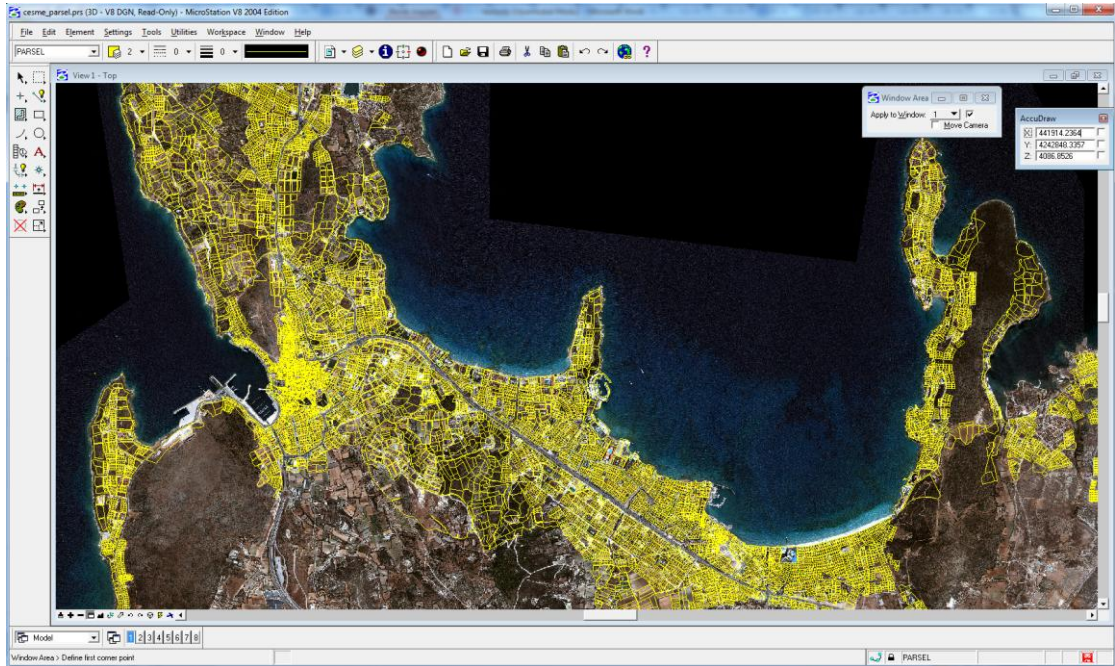 cesme_parsel.prs (3D - V8 DGN, Read-Only) - MicroStation V8 2004 Edition
File Edit Element Settings Tools Utilities Workspace Window Help
PARSEL 2 0 0
View 1 - Top
Window Area
Apply to Window: 1
Move Camera
AccuDraw
X: 441914.2364
Y: 4242848.3357
Z: 4086.8526
Model 1 2 3 4 5 6 7 8
Window Area > Define first corner point
PARSEL